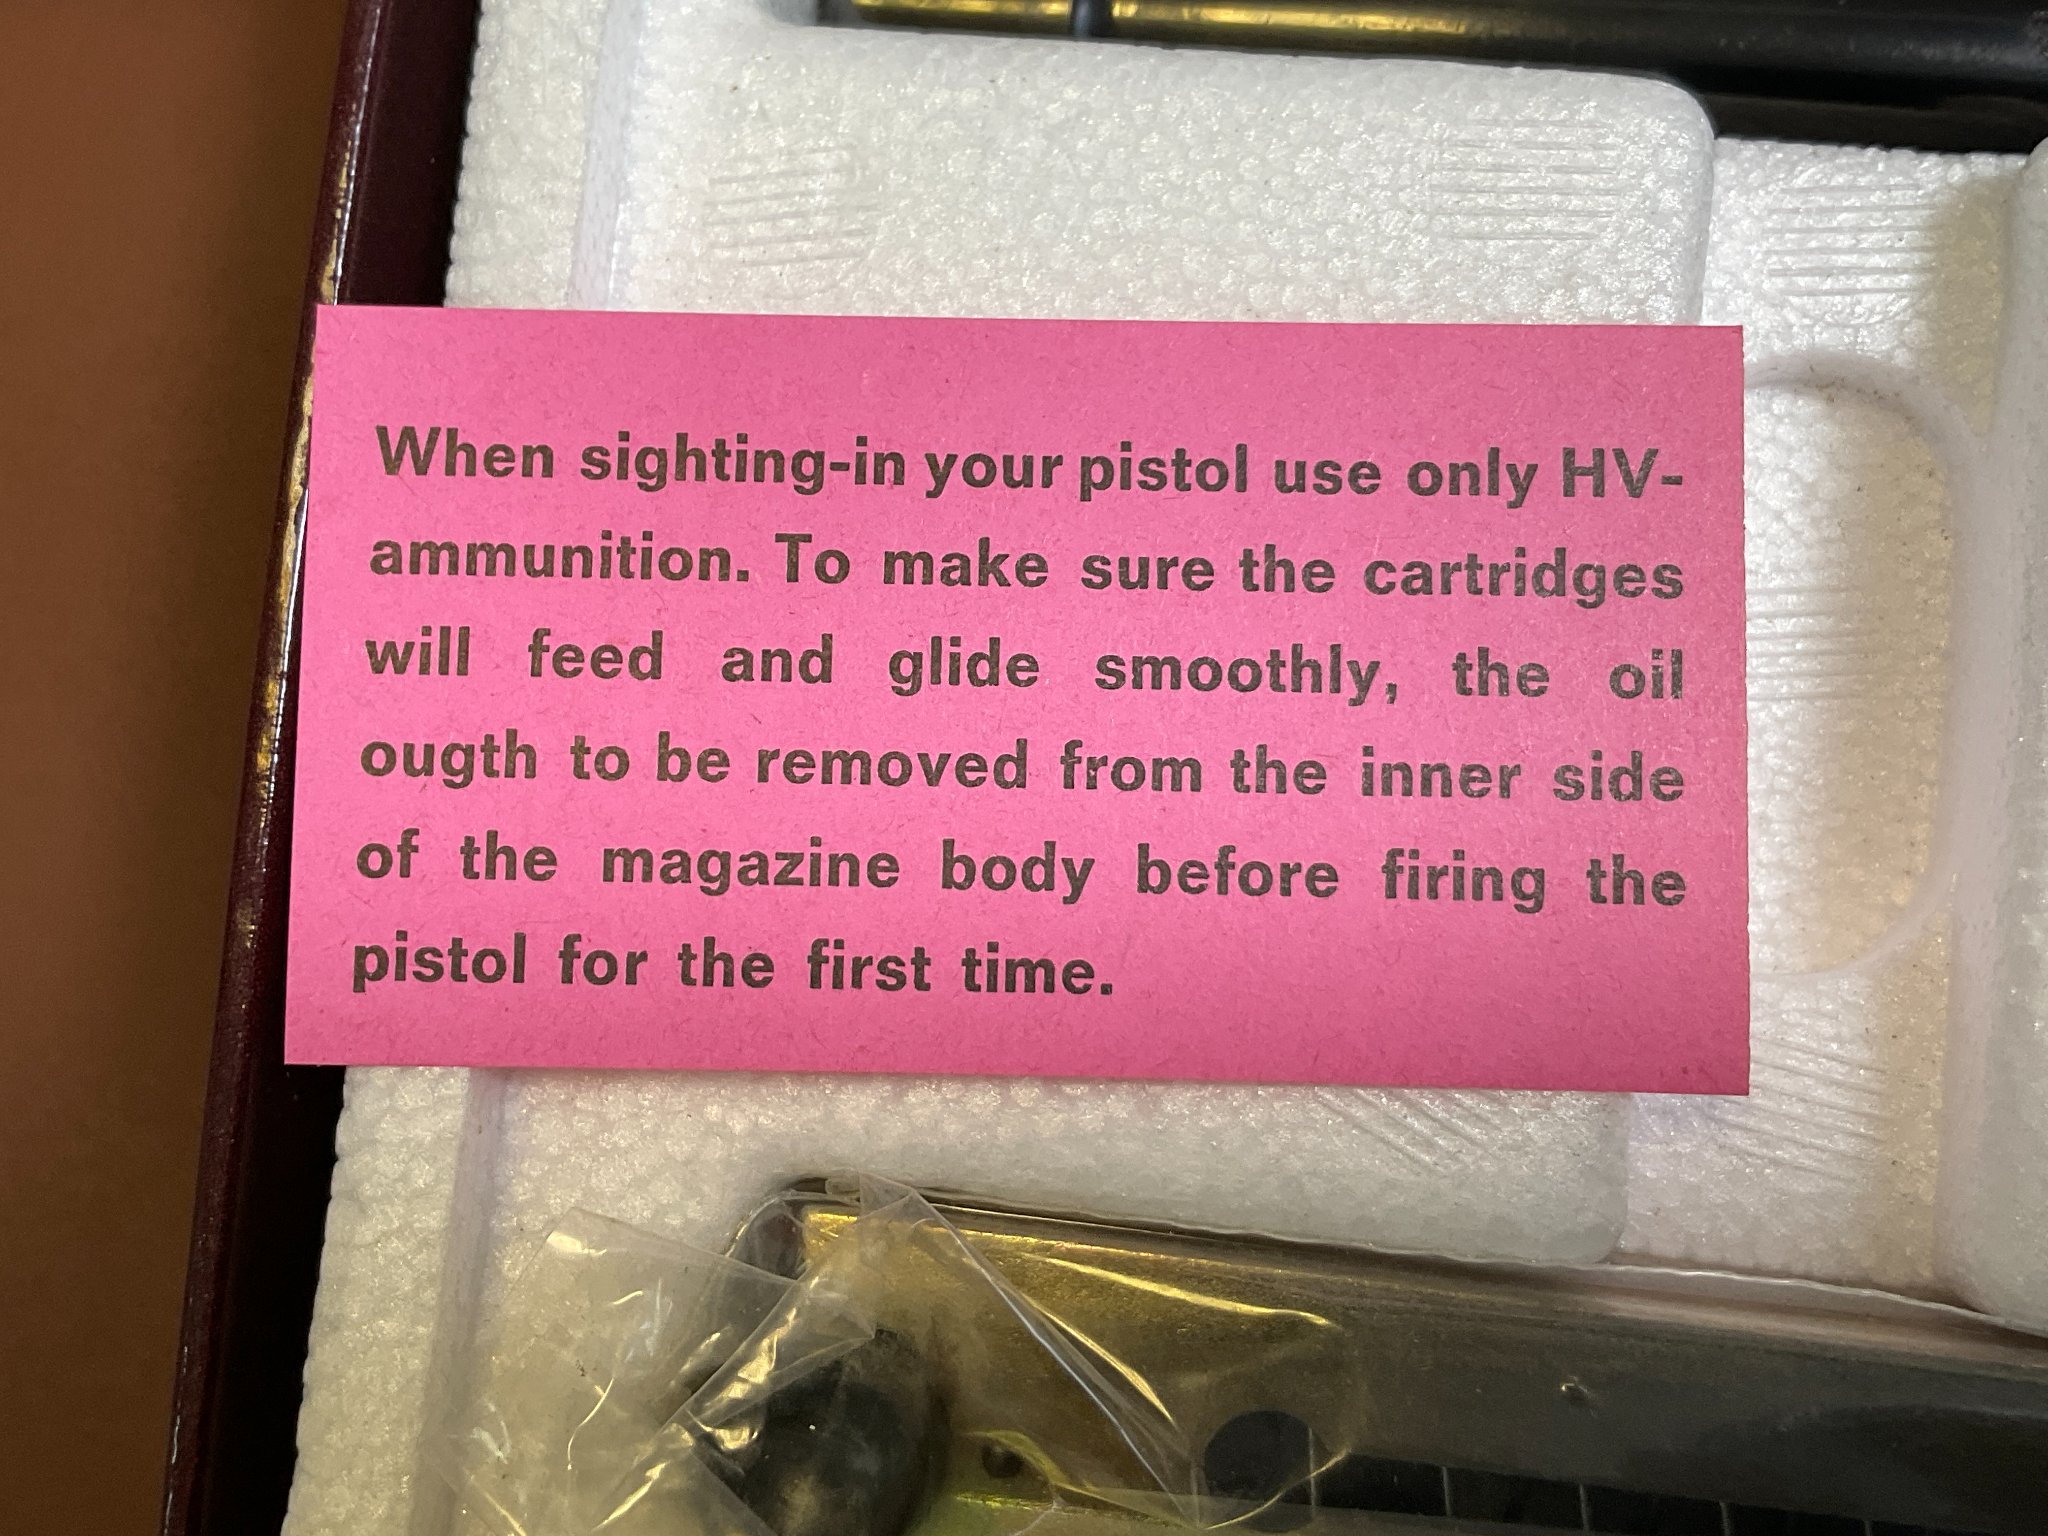 When sighting-in your pistol use only HV-
ammunition. To make sure the cartridges
will feed and glide smoothly, the oil
ougth to be removed from the inner side
of the magazine body before firing the
pistol for the first time.